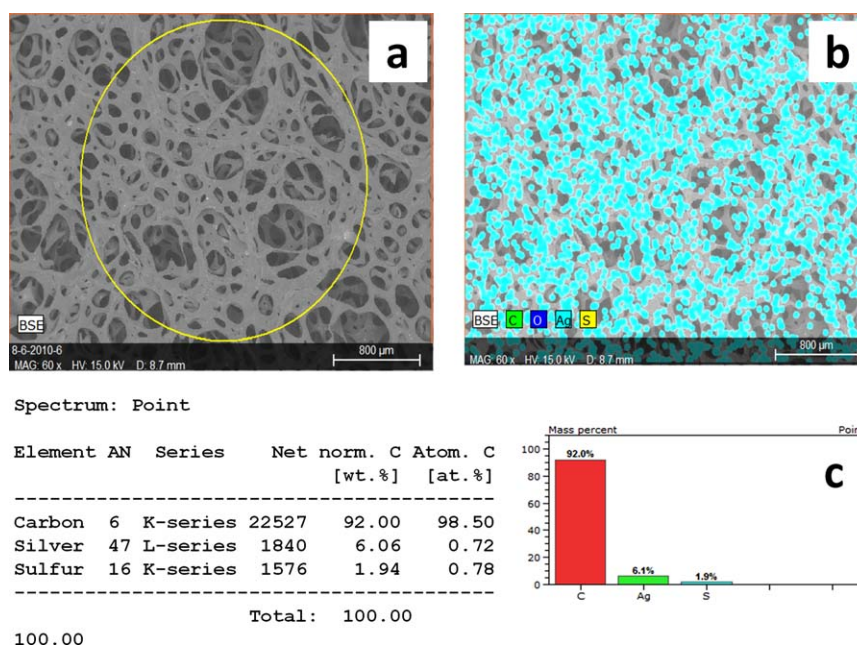 a
BSE
8-6-2010-6
MAG: 60 x HV: 15.0 kV D: 8.7 mm
800 µm
b
BSE C O Ag S
MAG: 60 x HV: 15.0 kV D: 8.7 mm
800 µm
Spectrum: Point
Element AN Series Net norm. C Atom. C
[wt.%] [at.%]
-----------------------------------------
Carbon 6 K-series 22527 92.00 98.50
Silver 47 L-series 1840 6.06 0.72
Sulfur 16 K-series 1576 1.94 0.78
-----------------------------------------
Total: 100.00
100.00
Mass percent Poin
c
100
80
60
40
20
0
92.0%
6.1%
1.9%
C Ag S